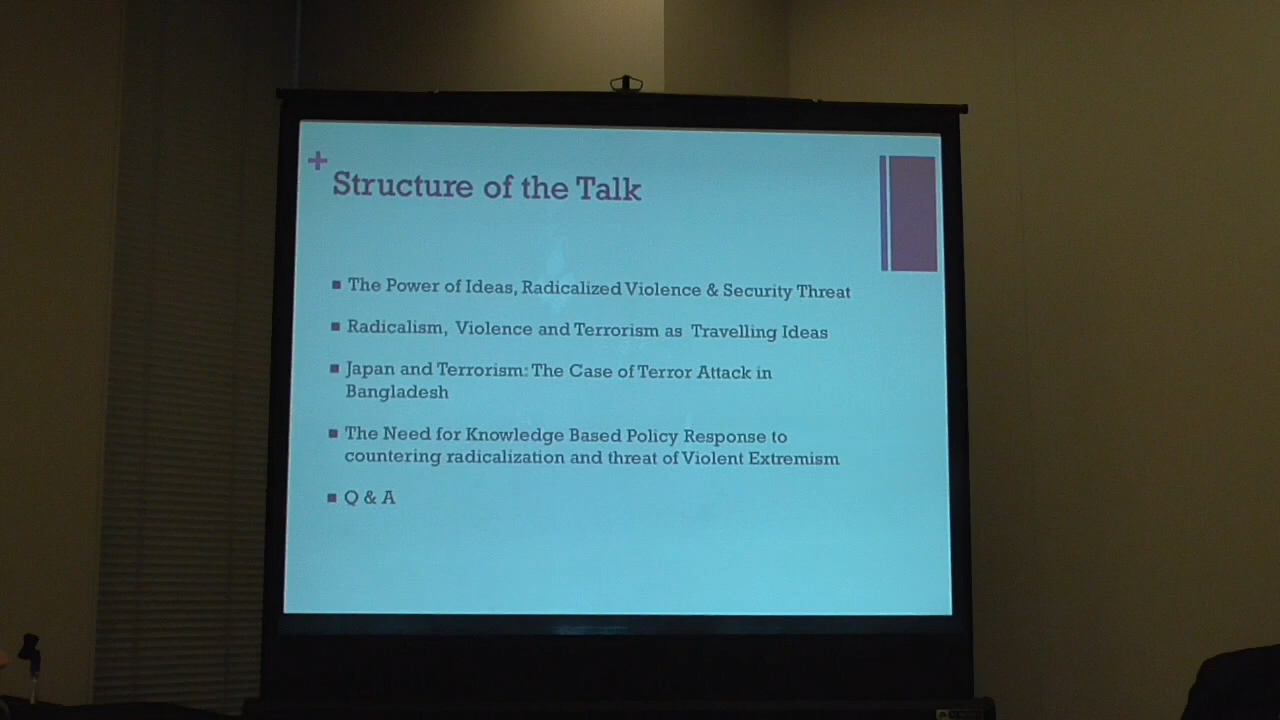 +
Structure of the Talk
■ The Power of Ideas, Radicalized Violence & Security Threat
■ Radicalism, Violence and Terrorism as Travelling Ideas
■ Japan and Terrorism: The Case of Terror Attack in
Bangladesh
■ The Need for Knowledge Based Policy Response to
countering radicalization and threat of Violent Extremism
■ Q & A